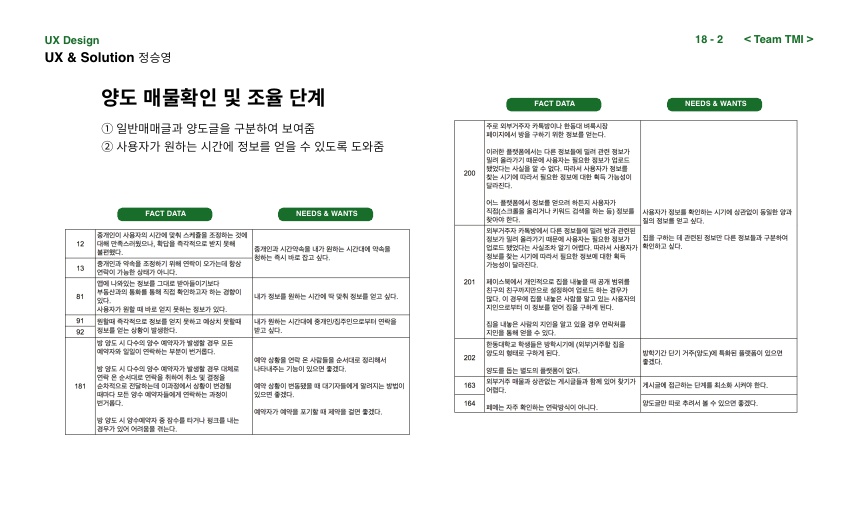 UX Design
UX & Solution 정승영
18 - 2 < Team TMI >
양도 매물확인 및 조율 단계
① 일반매매글과 양도글을 구분하여 보여줌
② 사용자가 원하는 시간에 정보를 얻을 수 있도록 도와줌
FACT DATA
NEEDS & WANTS
12
중개인이 사용자의 시간에 맞춰 스케쥴을 조정하는 것에
대해 만족스러웠으나, 확답을 즉각적으로 받지 못해
불편했다.
13
중개인과 약속을 조정하기 위해 연락이 오가는데 항상
연락이 가능한 상태가 아니다.
중개인과 시간약속을 내가 원하는 시간대에 약속을
청하는 즉시 바로 잡고 싶다.
81
앱에 나와있는 정보를 그대로 받아들이기보다
부동산과의 통화를 통해 직접 확인하고자 하는 경향이
있다.
사용자가 원할 때 바로 얻지 못하는 정보가 있다.
내가 정보를 원하는 시간에 딱 맞춰 정보를 얻고 싶다.
91
92
원할때 즉각적으로 정보를 얻지 못하고 예상치 못할때
정보를 얻는 상황이 발생한다.
내가 원하는 시간대에 중개인/집주인으로부터 연락을
받고 싶다.
181
방 양도 시 다수의 양수 예약자가 발생할 경우 모든
예약자와 일일이 연락하는 부분이 번거롭다.
방 양도 시 다수의 양수 예약자가 발생할 경우 대체로
연락 온 순서대로 연락을 취하여 취소 및 결정을
순차적으로 전달하는데 이과정에서 상황이 변경될
때마다 모든 양수 예약자들에게 연락하는 과정이
번거롭다.
방 양도 시 양수예약자 중 잠수를 타거나 펑크를 내는
경우가 있어 어려움을 겪는다.
예약 상황을 연락 온 사람들을 순서대로 정리해서
나타내주는 기능이 있으면 좋겠다.
예약 상황이 변동됐을 때 대기자들에게 알려지는 방법이
있으면 좋겠다.
예약자가 예약을 포기할 때 제약을 걸면 좋겠다.
FACT DATA
NEEDS & WANTS
200
주로 외부거주자 카톡방이나 한동대 벼룩시장
페이지에서 방을 구하기 위한 정보를 얻는다.
이러한 플랫폼에서는 다른 정보들에 밀려 관련 정보가
밀려 올라가기 때문에 사용자는 필요한 정보가 업로드
됐었다는 사실을 알 수 없다. 따라서 사용자가 정보를
찾는 시기에 따라서 필요한 정보에 대한 획득 가능성이
달라진다.
어느 플랫폼에서 정보를 얻으려 하든지 사용자가
직접(스크롤을 올리거나 키워드 검색을 하는 등) 정보를
찾아야 한다.
201
외부거주자 카톡방에서 다른 정보들에 밀려 방과 관련된
정보가 밀려 올라가기 때문에 사용자는 필요한 정보가
업로드 됐었다는 사실조차 알기 어렵다. 따라서 사용자가
정보를 찾는 시기에 따라서 필요한 정보에 대한 획득
가능성이 달라진다.
페이스북에서 개인적으로 집을 내놓을 때 공개 범위를
친구의 친구까지만으로 설정하여 업로드 하는 경우가
많다. 이 경우에 집을 내놓은 사람을 알고 있는 사용자의
지인으로부터 이 정보를 얻어 집을 구하게 된다.
집을 내놓은 사람의 지인을 알고 있을 경우 연락처를
지인을 통해 얻을 수 있다.
사용자가 정보를 확인하는 시기에 상관없이 동일한 양과
질의 정보를 얻고 싶다.
집을 구하는 데 관련된 정보만 다른 정보들과 구분하여
확인하고 싶다.
202
한동대학교 학생들은 방학시기에 (외부)거주할 집을
양도의 형태로 구하게 된다.
양도를 돕는 별도의 플랫폼이 없다.
방학기간 단기 거주(양도)에 특화된 플랫폼이 있으면
좋겠다.
163
외부거주 매물과 상관없는 게시글들과 함께 있어 찾기가
어렵다.
게시글에 접근하는 단계를 최소화 시켜야 한다.
164
페메는 자주 확인하는 연락방식이 아니다.
양도글만 따로 추려서 볼 수 있으면 좋겠다.